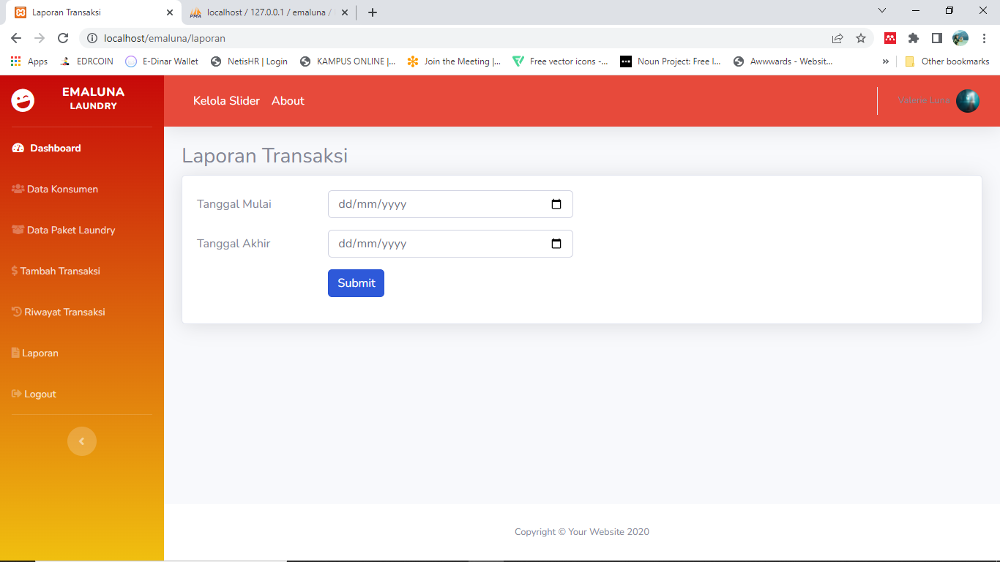 Laporan Transaksi
localhost / 127.0.0.1 / emaluna /
localhost/emaluna/laporan
Apps
EDRCOIN
E-Dinar Wallet
NetisHR | Login
KAMPUS ONLINE |...
Join the Meeting |...
Free vector icons -...
Noun Project: Free I...
Awwwards - Websit...
»
Other bookmarks
EMALUNA
LAUNDRY
Kelola Slider
About
Valerie Luna
Dashboard
Data Konsumen
Data Paket Laundry
Tambah Transaksi
Riwayat Transaksi
Laporan
Logout
Laporan Transaksi
Tanggal Mulai
dd/mm/yyyy
Tanggal Akhir
dd/mm/yyyy
Submit
Copyright © Your Website 2020